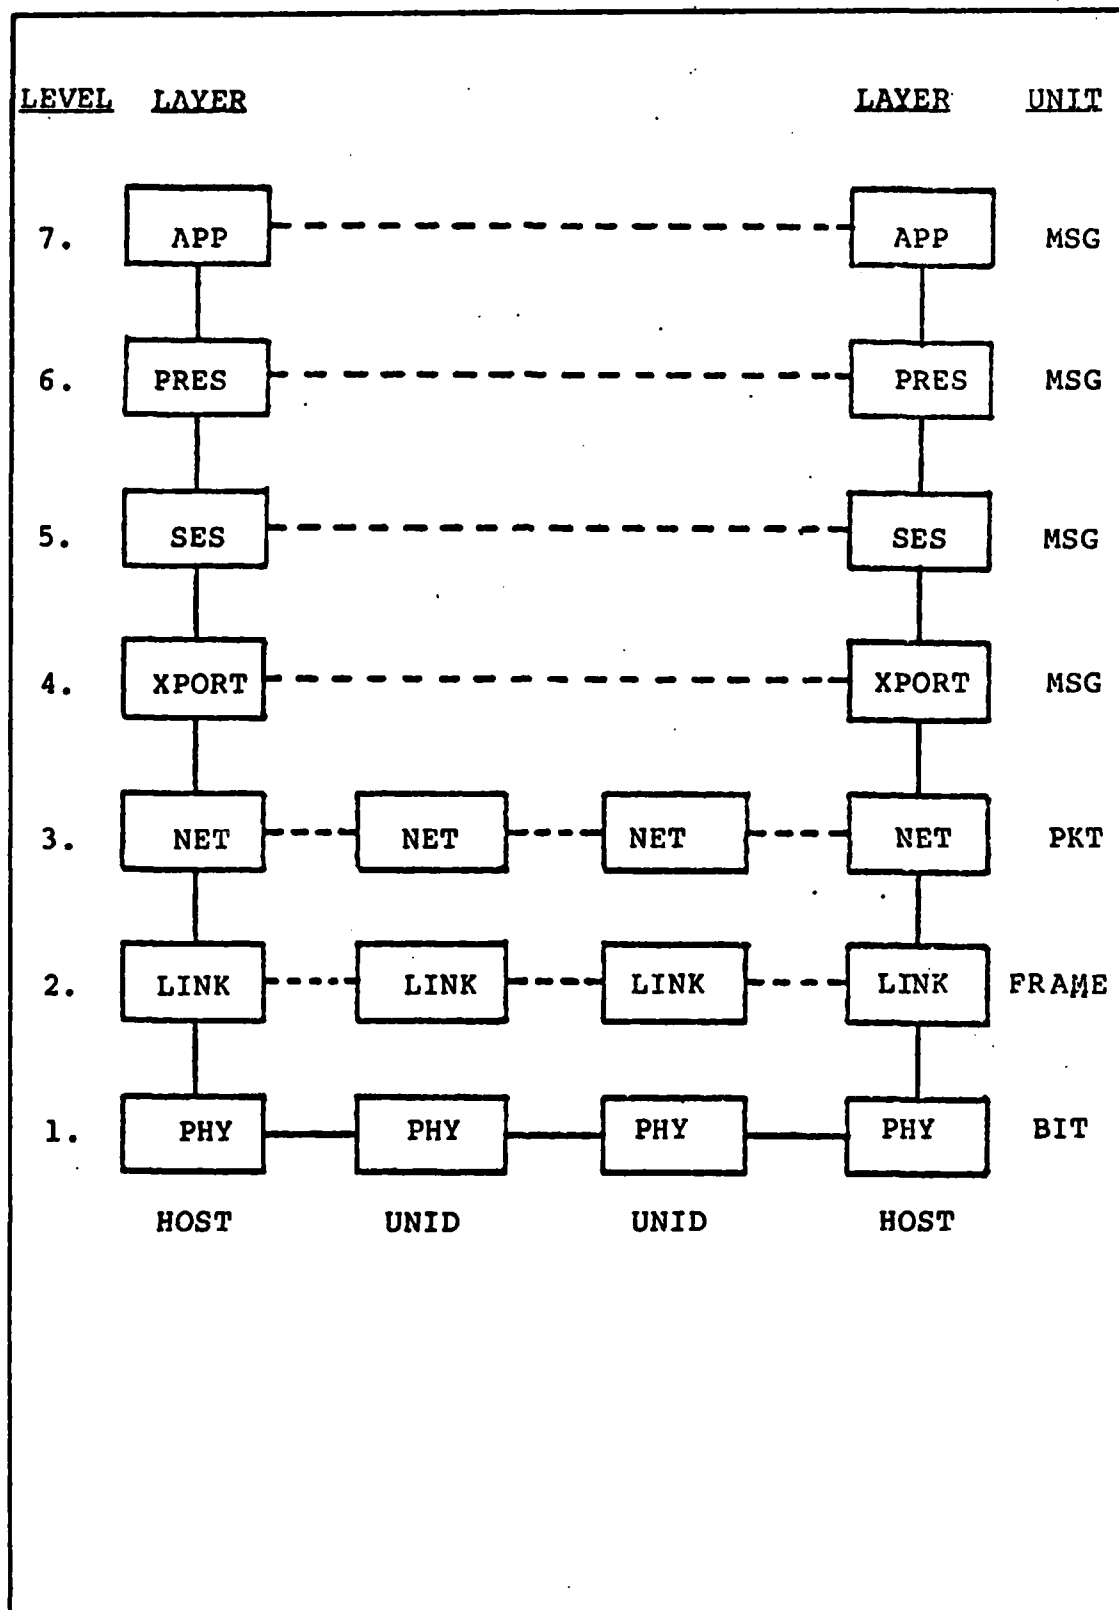 LEVEL LAYER LAYER UNIT
7. APP APP MSG
6. PRES PRES MSG
5. SES SES MSG
4. XPORT XPORT MSG
3. NET NET NET NET PKT
2. LINK LINK LINK LINK FRAME
1. PHY PHY PHY PHY BIT
HOST UNID UNID HOST